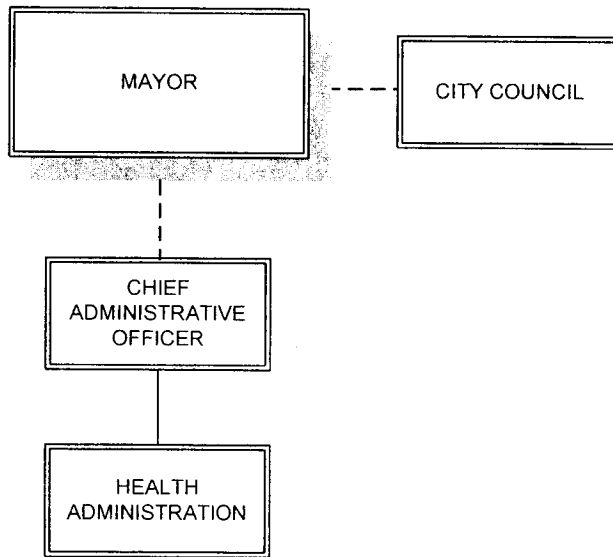 MAYOR
CITY COUNCIL
CHIEF
ADMINISTRATIVE
OFFICER
HEALTH
ADMINISTRATION